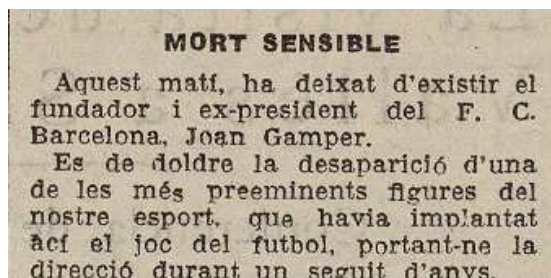 MORT SENSIBLE
Aquest matí, ha deixat d'existir el
fundador i ex-president del F. C.
Barcelona, Joan Gamper.
Es de doldre la desaparició d'una
de les més preeminents figures del
nostre esport, que havia implantat
ací el joc del futbol, portant-ne la
direcció durant un seguit d'anys.